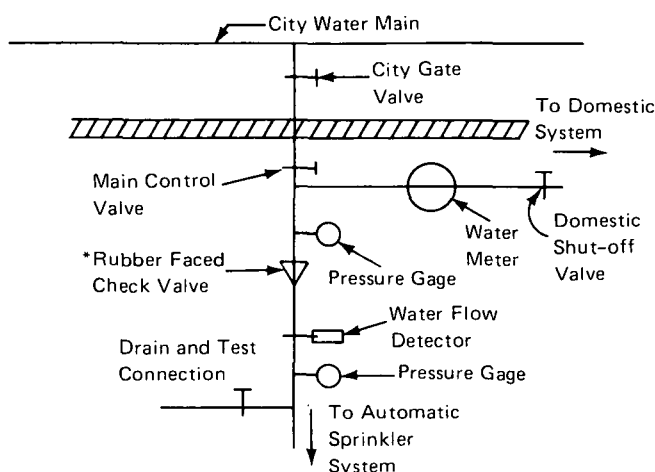 City Water Main
City Gate
Valve
To Domestic
System
Main Control
Valve
Water
Meter
Domestic
Shut-off
Valve
*Rubber Faced
Check Valve
Pressure Gage
Water Flow
Detector
Drain and Test
Connection
Pressure Gage
To Automatic
Sprinkler
System